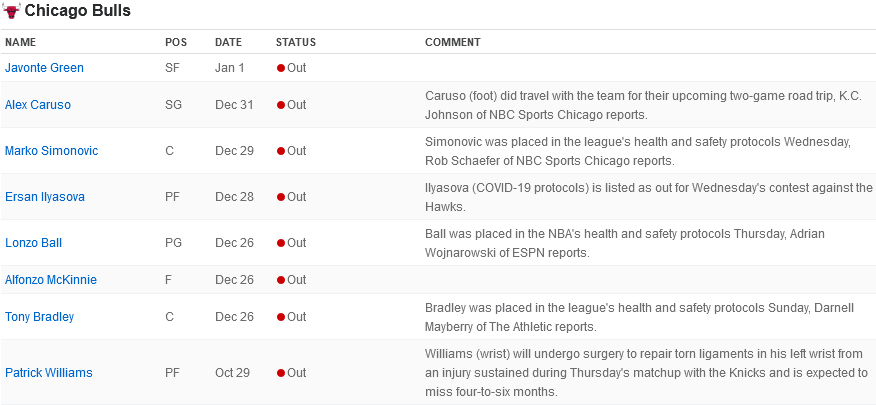 Chicago Bulls
NAME POS DATE STATUS COMMENT
Javonte Green SF Jan 1 Out
Alex Caruso SG Dec 31 Out Caruso (foot) did travel with the team for their upcoming two-game road trip, K.C.
Johnson of NBC Sports Chicago reports.
Marko Simonovic C Dec 29 Out Simonovic was placed in the league's health and safety protocols Wednesday,
Rob Schaefer of NBC Sports Chicago reports.
Ersan Ilyasova PF Dec 28 Out Ilyasova (COVID-19 protocols) is listed as out for Wednesday's contest against the
Hawks.
Lonzo Ball PG Dec 26 Out Ball was placed in the NBA's health and safety protocols Thursday, Adrian
Wojnarowski of ESPN reports.
Alfonzo McKinnie F Dec 26 Out
Tony Bradley C Dec 26 Out Bradley was placed in the league's health and safety protocols Sunday, Darnell
Mayberry of The Athletic reports.
Patrick Williams PF Oct 29 Out Williams (wrist) will undergo surgery to repair torn ligaments in his left wrist from
an injury sustained during Thursday's matchup with the Knicks and is expected to
miss four-to-six months.